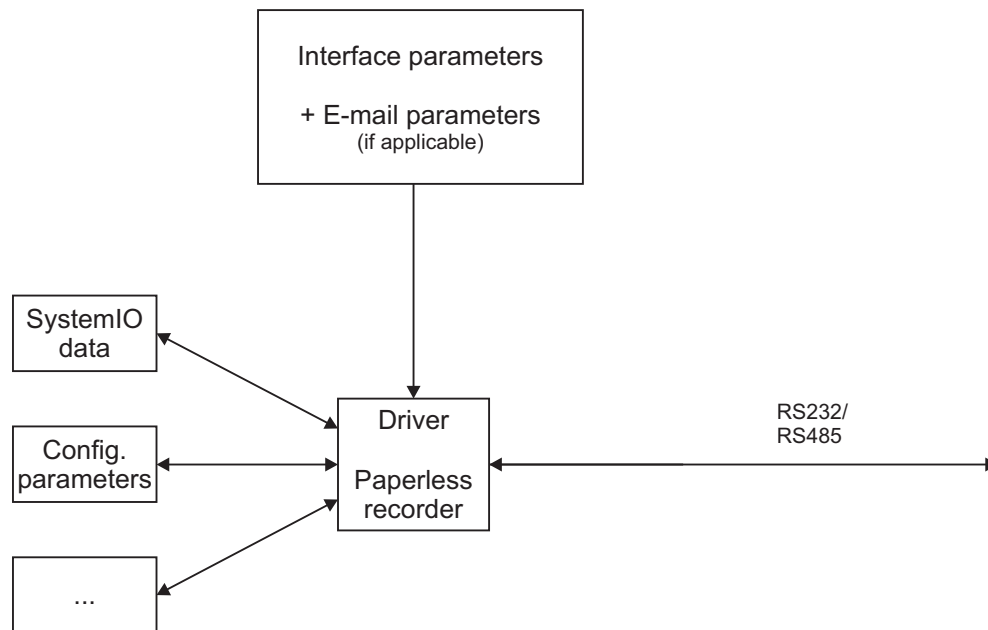 Interface parameters
+ E-mail parameters
(if applicable)
SystemIO
data
Config.
parameters
...
Driver
Paperless
recorder
RS232/
RS485